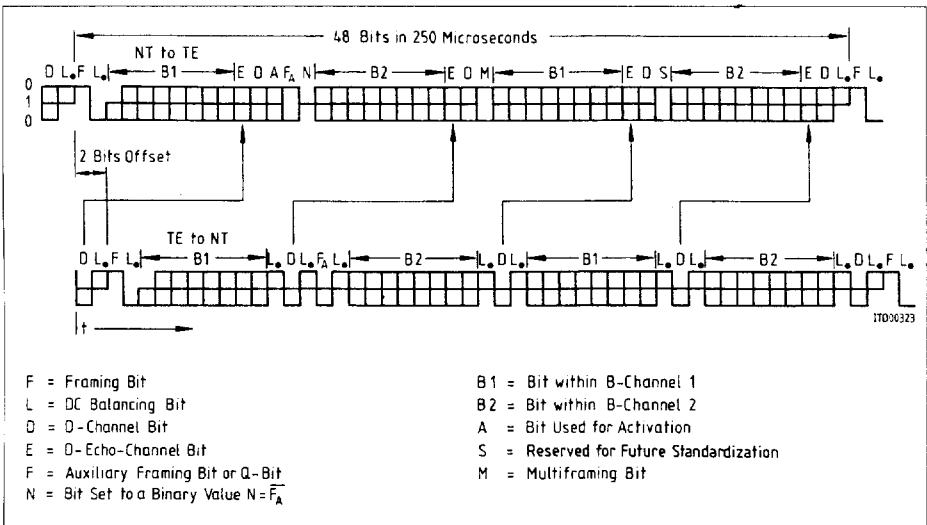 48 Bits in 250 Microseconds
NT to TE
D L. F L. B1 E D A FA N B2 E D M B1 E D S B2 E D L. F L.
0
1
0
2 Bits Offset
TE to NT
D L. F L. B1 L. D L. FA L. B2 L. D L. B1 L. D L. B2 L. D L. F L.
ITD00323
t
F = Framing Bit
L = DC Balancing Bit
D = D-Channel Bit
E = D-Echo-Channel Bit
F = Auxiliary Framing Bit or Q-Bit
N = Bit Set to a Binary Value N = F̅A̅
B1 = Bit within B-Channel 1
B2 = Bit within B-Channel 2
A = Bit Used for Activation
S = Reserved for Future Standardization
M = Multiframing Bit